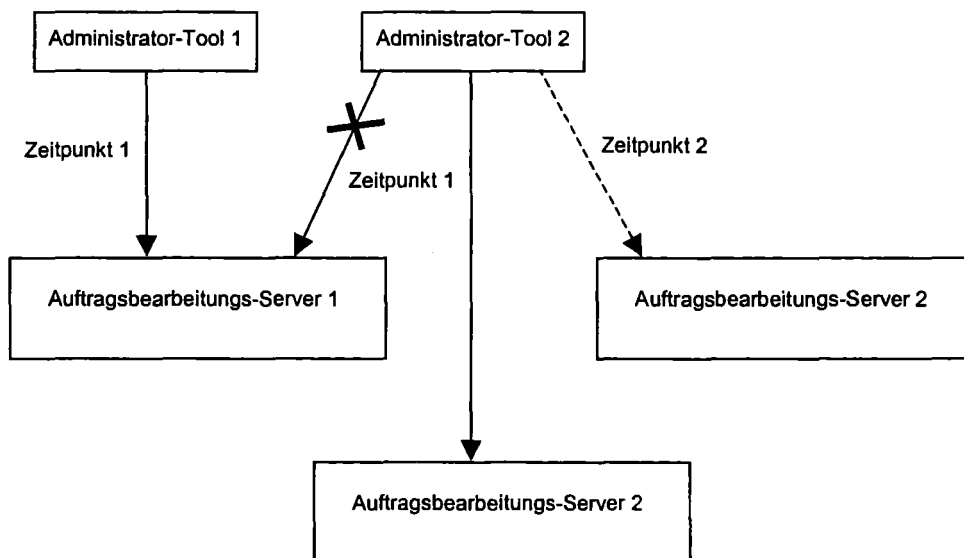 Administrator-Tool 1
Administrator-Tool 2
Zeitpunkt 1
Zeitpunkt 1
Zeitpunkt 2
Auftragsbearbeitungs-Server 1
Auftragsbearbeitungs-Server 2
Auftragsbearbeitungs-Server 2